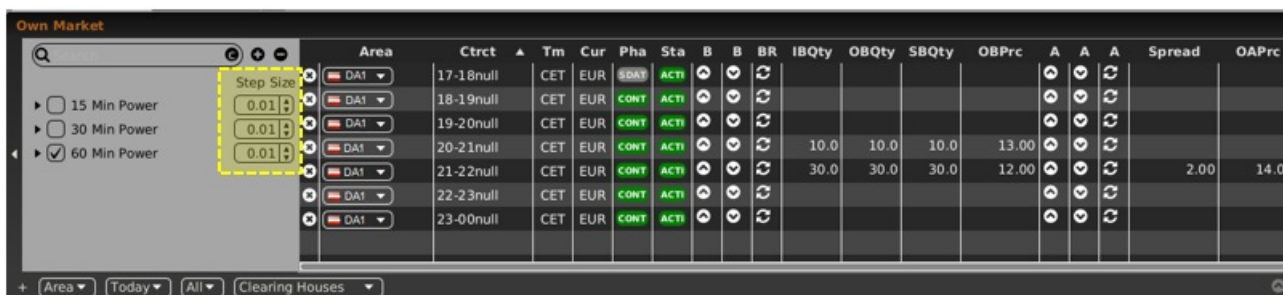 Own Market
Search
Step Size
15 Min Power 0.01
30 Min Power 0.01
60 Min Power 0.01
Area Ctrct Tm Cur Pha Sta B B BR IBQty OBQty SBQty OBPrc A A A Spread OAPrc
DA1 17-18null CET EUR SDAT ACTI
DA1 18-19null CET EUR CONT ACTI
DA1 19-20null CET EUR CONT ACTI
DA1 20-21null CET EUR CONT ACTI 10.0 10.0 10.0 13.00
DA1 21-22null CET EUR CONT ACTI 30.0 30.0 30.0 12.00 2.00 14.0
DA1 22-23null CET EUR CONT ACTI
DA1 23-00null CET EUR CONT ACTI
+ Area Today All Clearing Houses